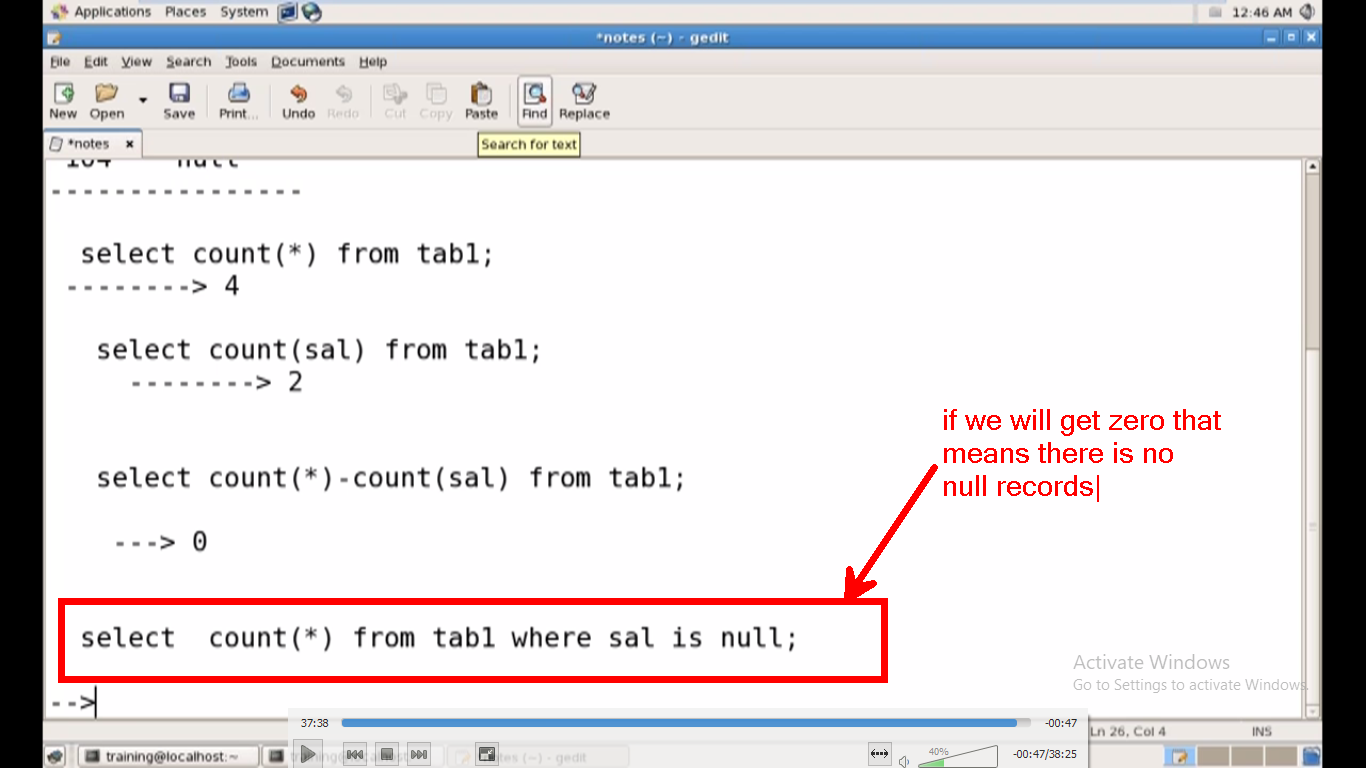 Applications Places System 12:46 AM
*notes (~) - gedit
File Edit View Search Tools Documents Help
New Open Save Print... Undo Redo Cut Copy Paste Find Replace
*notes
Search for text
104 null
----------------
select count(*) from tab1;
--------> 4
select count(sal) from tab1;
--------> 2
if we will get zero that
means there is no
null records
select count(*)-count(sal) from tab1;
---> 0
select count(*) from tab1 where sal is null;
Activate Windows
Go to Settings to activate Windows.
-->
37:38 -00:47
Ln 26, Col 4 INS
training@localhost:~
notes (~) - gedit
40%
-00:47/38:25